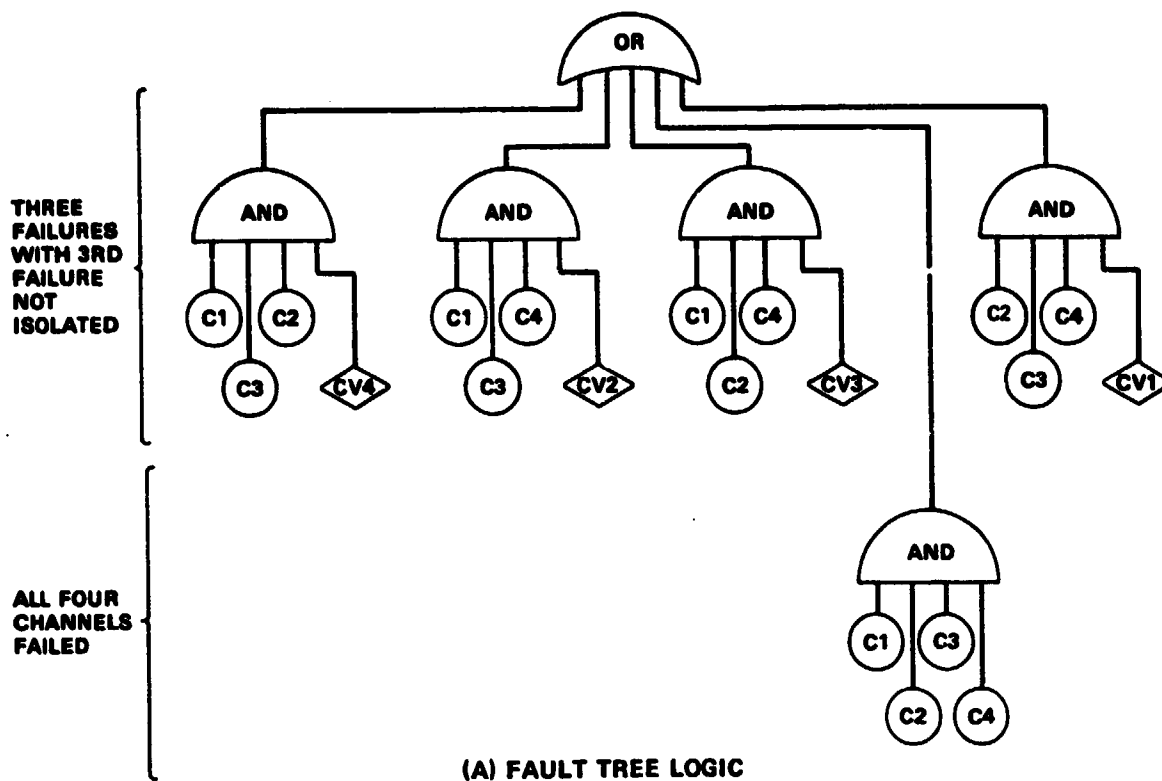 OR
THREE
FAILURES
WITH 3RD
FAILURE
NOT
ISOLATED
AND
AND
AND
AND
C1
C2
C3
CV4
C1
C4
C3
CV2
C1
C4
C2
CV3
C2
C4
C3
CV1
ALL FOUR
CHANNELS
FAILED
AND
C1
C3
C2
C4
(A) FAULT TREE LOGIC